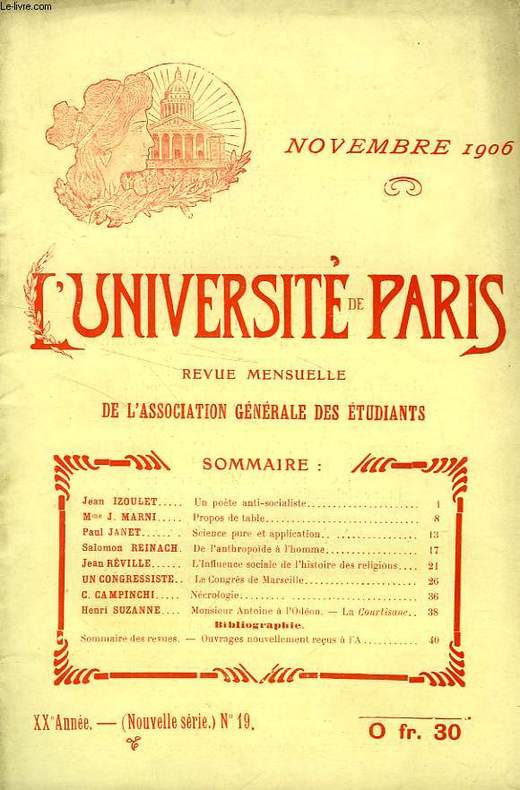 Le-livre.com
NOVEMBRE 1906
L'UNIVERSITÉ DE PARIS
REVUE MENSUELLE
DE L'ASSOCIATION GÉNÉRALE DES ÉTUDIANTS
SOMMAIRE :
Jean IZOULET..... Un poète anti-socialiste..................... 1
Mme J. MARNI..... Propos de table..................... 8
Paul JANET...... Science pure et application..................... 13
Salomon REINACH. De l'anthropoïde à l'homme..................... 17
Jean RÉVILLE..... L'Influence sociale de l'histoire des religions.... 21
UN CONGRESSISTE.. Le Congrès de Marseille..................... 26
C. CAMPINCHI.... Nécrologie..................... 36
Henri SUZANNE.... Monsieur Antoine à l'Odéon. — La Courtisane.. 38
Bibliographie.
Sommaire des revues. — Ouvrages nouvellement reçus à l'A........... 40
XXe Année. — (Nouvelle série.) No 19.
0 fr. 30